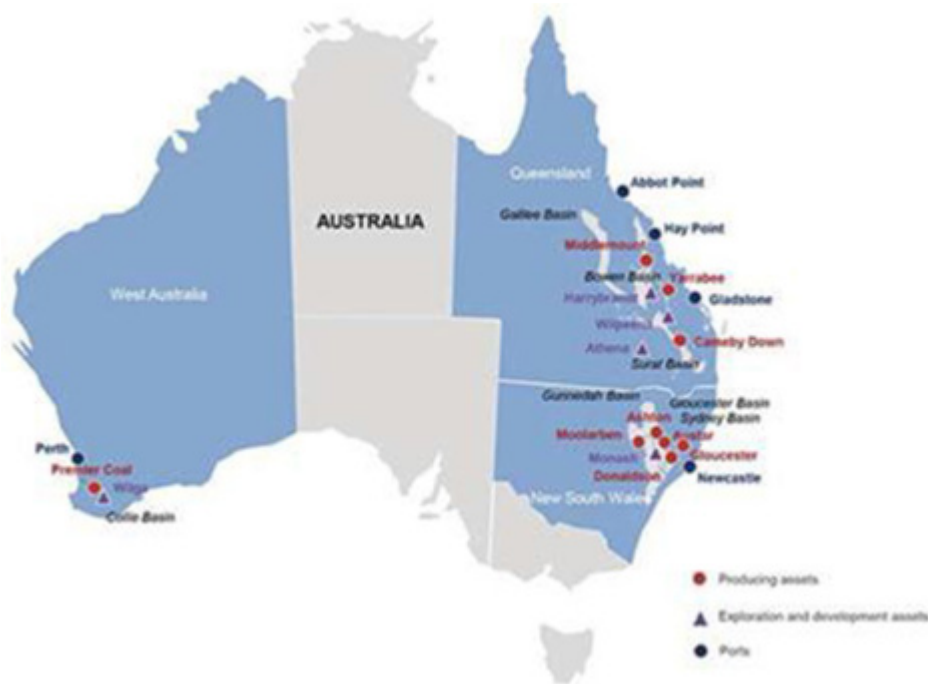 Queensland
Abbot Point
Galilee Basin
AUSTRALIA
Hay Point
Middlemount
Bowen Basin
Yarrabee
West Australia
Harrybrandt
Gladstone
Wilpeena
Cameby Down
Athena
Surat Basin
Gunnedah Basin
Gloucester Basin
Ashton
Sydney Basin
Moolarben
Austar
Perth
Monash
Gloucester
Premier Coal
Donaldson
Newcastle
Wilga
New South Wales
Collie Basin
Producing assets
Exploration and development assets
Ports